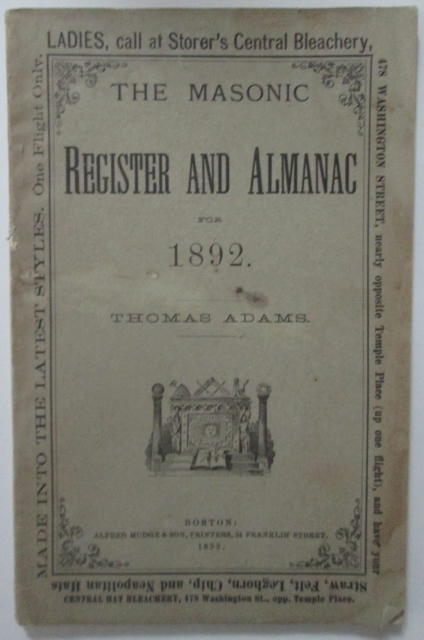 LADIES, call at Storer's Central Bleachery,
478 WASHINGTON STREET, nearly opposite Temple Place (up one flight), and have your
Straw, Felt, Leghorn, Chip, and Neapolitan Hats
MADE INTO THE LATEST STYLES. One Flight Only.
THE MASONIC
REGISTER AND ALMANAC
FOR
1892.
THOMAS ADAMS.
BOSTON:
ALFRED MUDGE & SON, PRINTERS, 24 FRANKLIN STREET.
1892.
CENTRAL HAT BLEACHERY, 478 Washington St., opp. Temple Place.